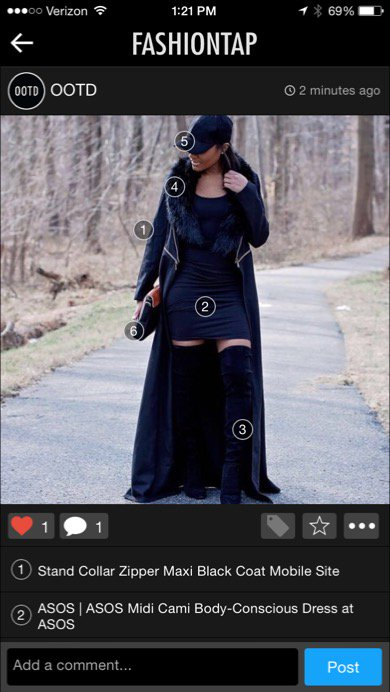 Verizon 1:21 PM 69%
FASHIONTAP
OOTD OOTD 2 minutes ago
5
4
1
2
6
3
1 1
1 Stand Collar Zipper Maxi Black Coat Mobile Site
2 ASOS | ASOS Midi Cami Body-Conscious Dress at
ASOS
Add a comment... Post